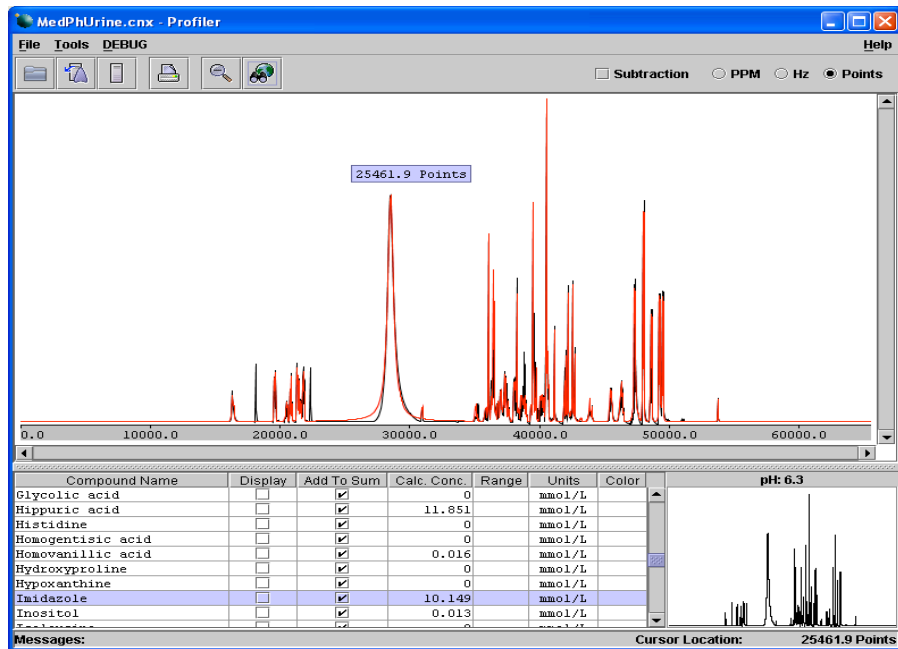 MedPhUrine.cnx - Profiler
File Tools DEBUG Help
Subtraction PPM Hz Points
25461.9 Points
0.0 10000.0 20000.0 30000.0 40000.0 50000.0 60000.0
Compound Name Display Add To Sum Calc. Conc. Range Units Color pH: 6.3
Glycolic acid 0 mmol/L
Hippuric acid 11.851 mmol/L
Histidine 0 mmol/L
Homogentisic acid 0 mmol/L
Homovanillic acid 0.016 mmol/L
Hydroxyproline 0 mmol/L
Hypoxanthine 0 mmol/L
Imidazole 10.149 mmol/L
Inositol 0.013 mmol/L
Messages: Cursor Location: 25461.9 Points